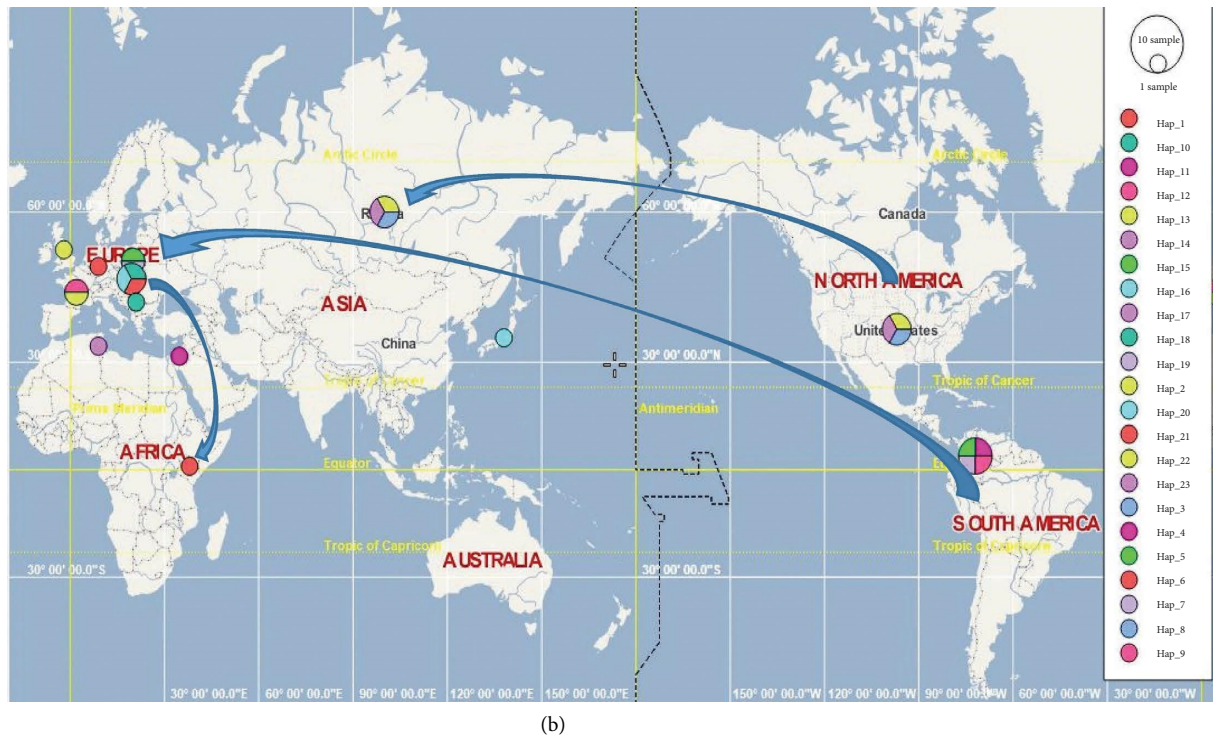 10 sample
1 sample
Hap_1
Hap_10
Hap_11
Hap_12
Hap_13
Hap_14
Hap_15
Hap_16
Hap_17
Hap_18
Hap_19
Hap_2
Hap_20
Hap_21
Hap_22
Hap_23
Hap_3
Hap_4
Hap_5
Hap_6
Hap_7
Hap_8
Hap_9
Arctic Circle
Arctic Circle
60° 00' 00.0"N
60° 00' 00.0"N
Canada
EUROPE
NORTH AMERICA
ASIA
United States
China
30° 00' 00.0"N
30° 00' 00.0"N
Tropic of Cancer
Tropic of Cancer
Prime Meridian
Antimeridian
AFRICA
Equator
SOUTH AMERICA
Tropic of Capricorn
Tropic of Capricorn
AUSTRALIA
30° 00' 00.0"S
30° 00' 00.0"S
30° 00' 00.0"E
60° 00' 00.0"E
90° 00' 00.0"E
120° 00' 00.0"E
150° 00' 00.0"E
150° 00' 00.0"W
120° 00' 00.0"W
90° 00' 00.0"W
60° 00' 00.0"W
30° 00' 00.0"W
(b)